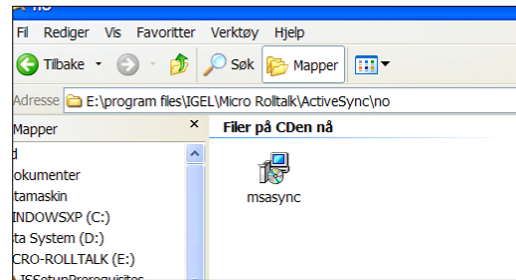 no
Fil Rediger Vis Favoritter Verktøy Hjelp
Tilbake Søk Mapper
Adresse E:\program files\IGEL\Micro Rolltalk\ActiveSync\no
Mapper × Filer på CDen nå
okumenter
tamaskin
INDOWSXP (C:)
ta System (D:)
CRO-ROLLTALK (E:)
ISSetupPrerequisites
msasync